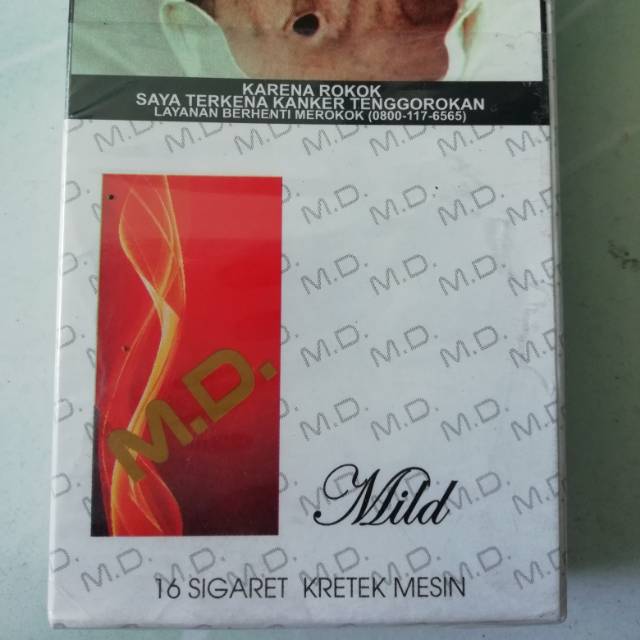 KARENA ROKOK
SAYA TERKENA KANKER TENGGOROKAN
LAYANAN BERHENTI MEROKOK (0800-117-6565)
M.D.
Mild
16 SIGARET KRETEK MESIN